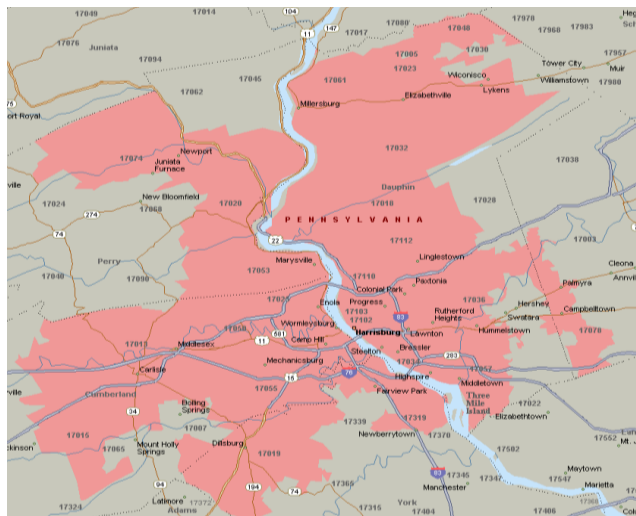 17049
17014
104
147
11
17080
17978
17048
17968
17983
17017
17076
Juniata
17094
17005
17030
17957
17023
Tower City
Muir
17045
17061
Wiconisco
Williamstown
17980
17062
Lykens
Elizabethville
Millersburg
ort Royal
17032
17074
Newport
17038
Juniata
Furnace
ville
Dauphin
New Bloomfield
17024
17020
17018
17028
17068
274
PENNSYLVANIA
74
22
17112
17003
Perry
Marysville
Linglestown
Cleona
17053
17040
17090
17110
Paxtonia
Palmyra
Annvi
Colonial Park
17025
Enola
Progress
17036
Hershey
17103
Rutherford
Heights
Campbelltown
17102
83
Swatara
Wormleysburg
17050
Harrisburg
Lawnton
Hummelstown
581
17013
Middlesex
11
Camp Hill
17078
Steelton
Bressler
283
Mechanicsburg
17034
17057
Carlisle
76
15
Highspire
Middletown
Cumberland
17055
Fairview Park
Three
Mile
Island
Boiling
Springs
34
17022
17319
Elizabethtown
17339
17007
17015
Newberrytown
17370
ckinson
Mount Holly
Springs
Dillsburg
17552
17065
17502
17019
Mt.
17365
83
17345
Maytown
94
17347
17547
194
74
Manchester
Marietta
Latimore
17372
17324
17315
York
17368
Adams
17404
17406